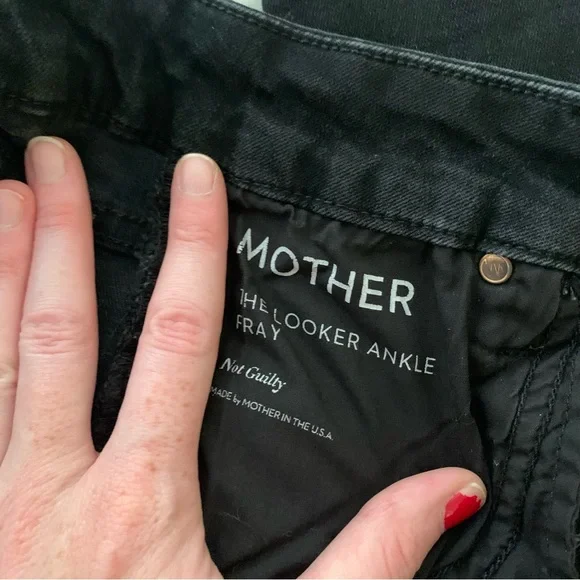 MOTHER
THE LOOKER ANKLE
FRAY
Not Guilty
MADE by MOTHER IN THE U.S.A.